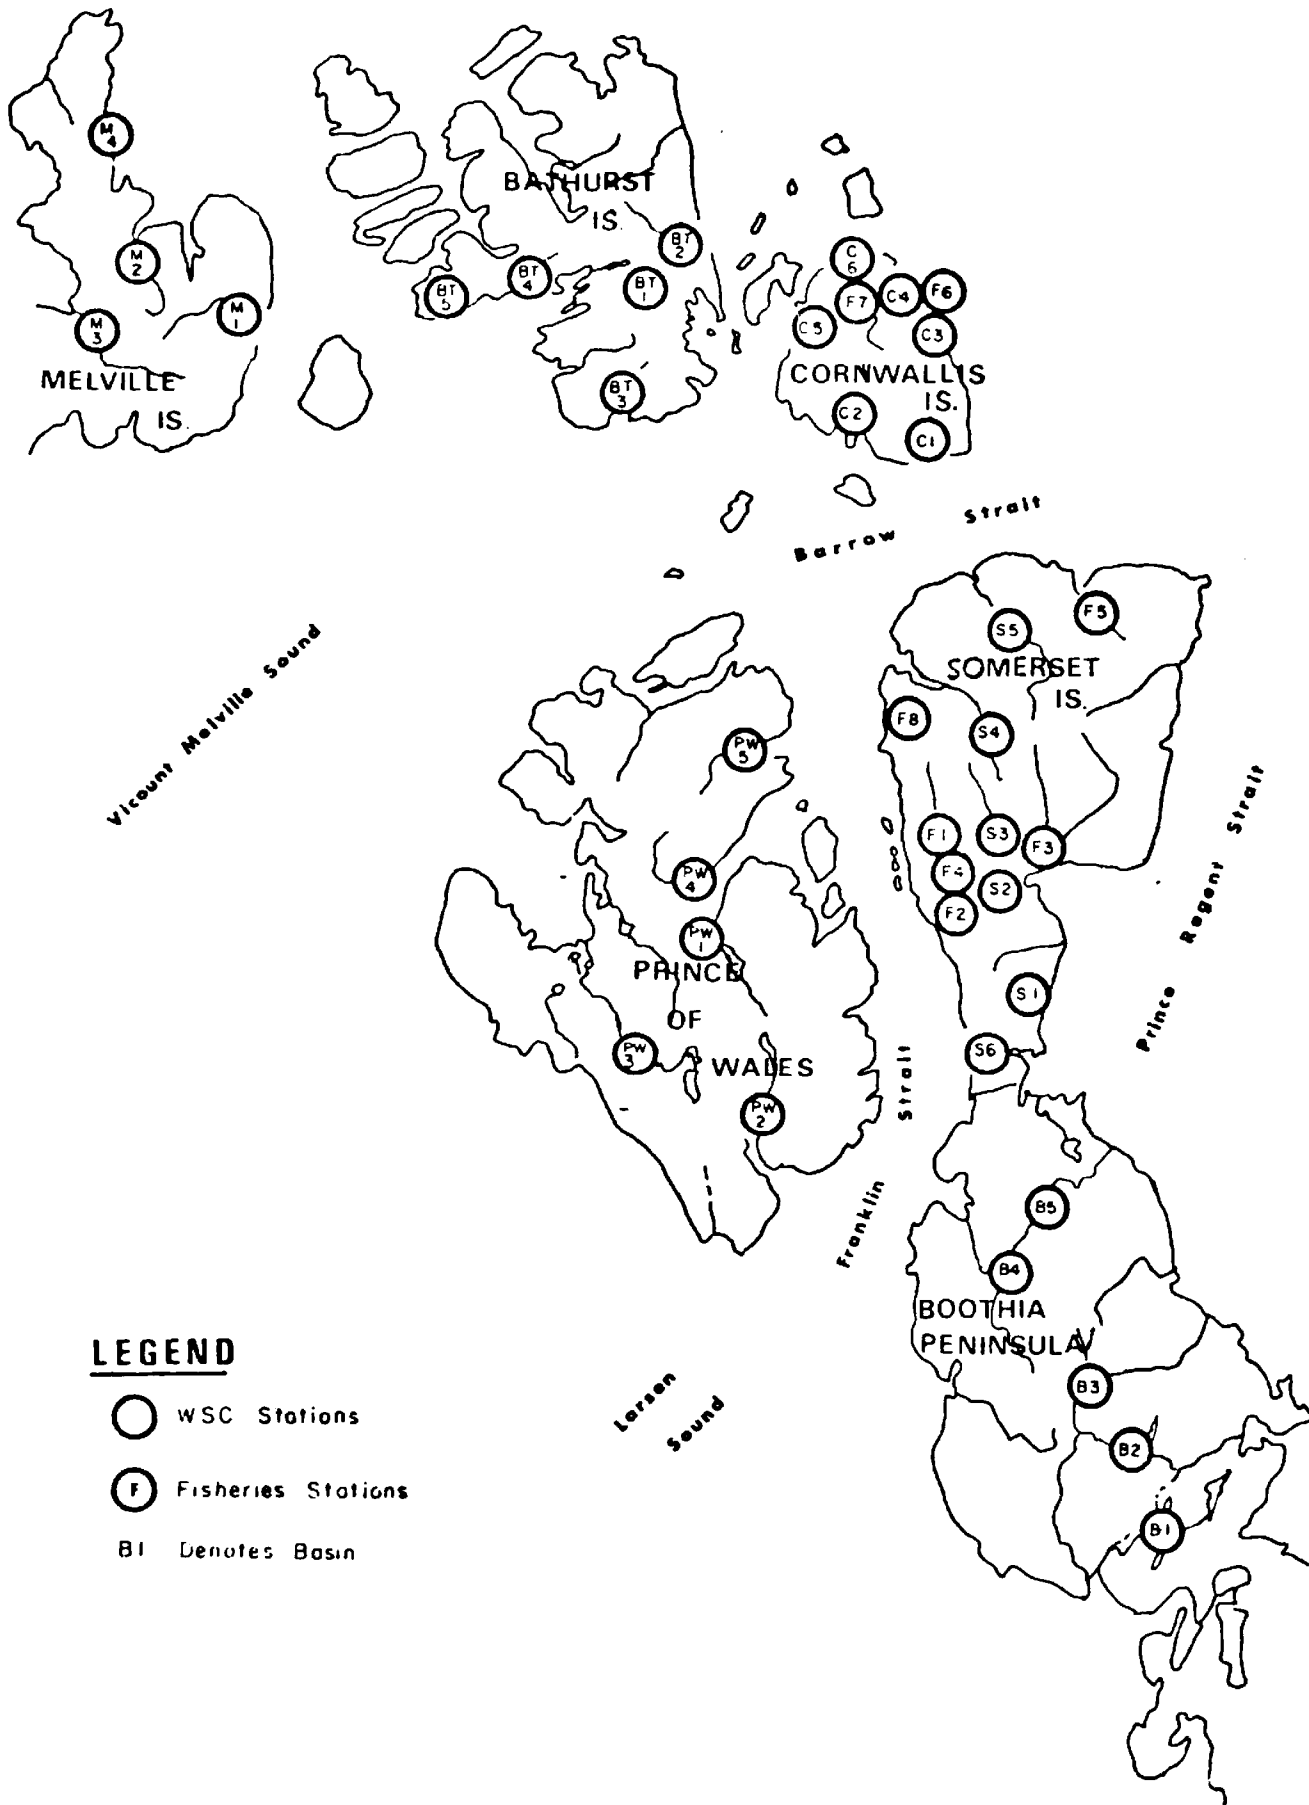 M
4
BATHURST
IS.
BT
2
C
6
M
2
BT
4
BT
1
C4
F6
BT
5
F7
M
1
C5
C3
M
3
MELVILLE
IS.
CORNWALLIS
IS.
BT
3
C2
C1
Barrow Strait
Vicount Melville Sound
F5
S5
SOMERSET
IS.
F8
S4
PW
5
F1
S3
F3
PW
4
F4
S2
F2
PW
1
PRINCE
OF
WALES
S1
PW
3
S6
PW
2
Prince Regent Strait
Franklin Strait
B5
B4
BOOTHIA
PENINSULA
B3
B2
B1
Larsen
Sound
LEGEND
WSC Stations
F
Fisheries Stations
B1 Denotes Basin